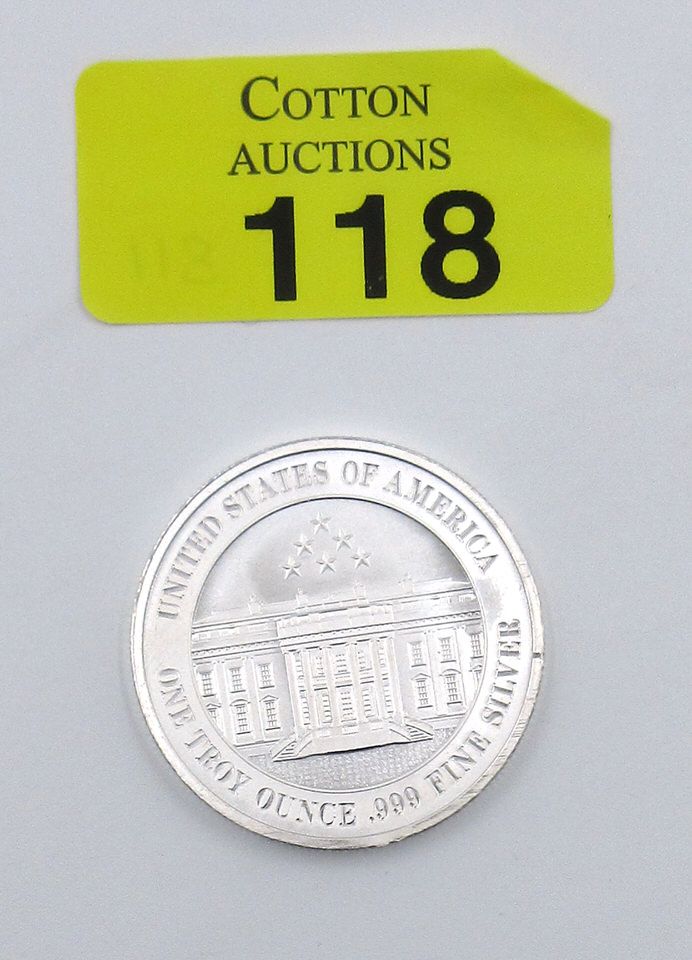 COTTON
AUCTIONS
118
UNITED STATES OF AMERICA
ONE TROY OUNCE .999 FINE SILVER